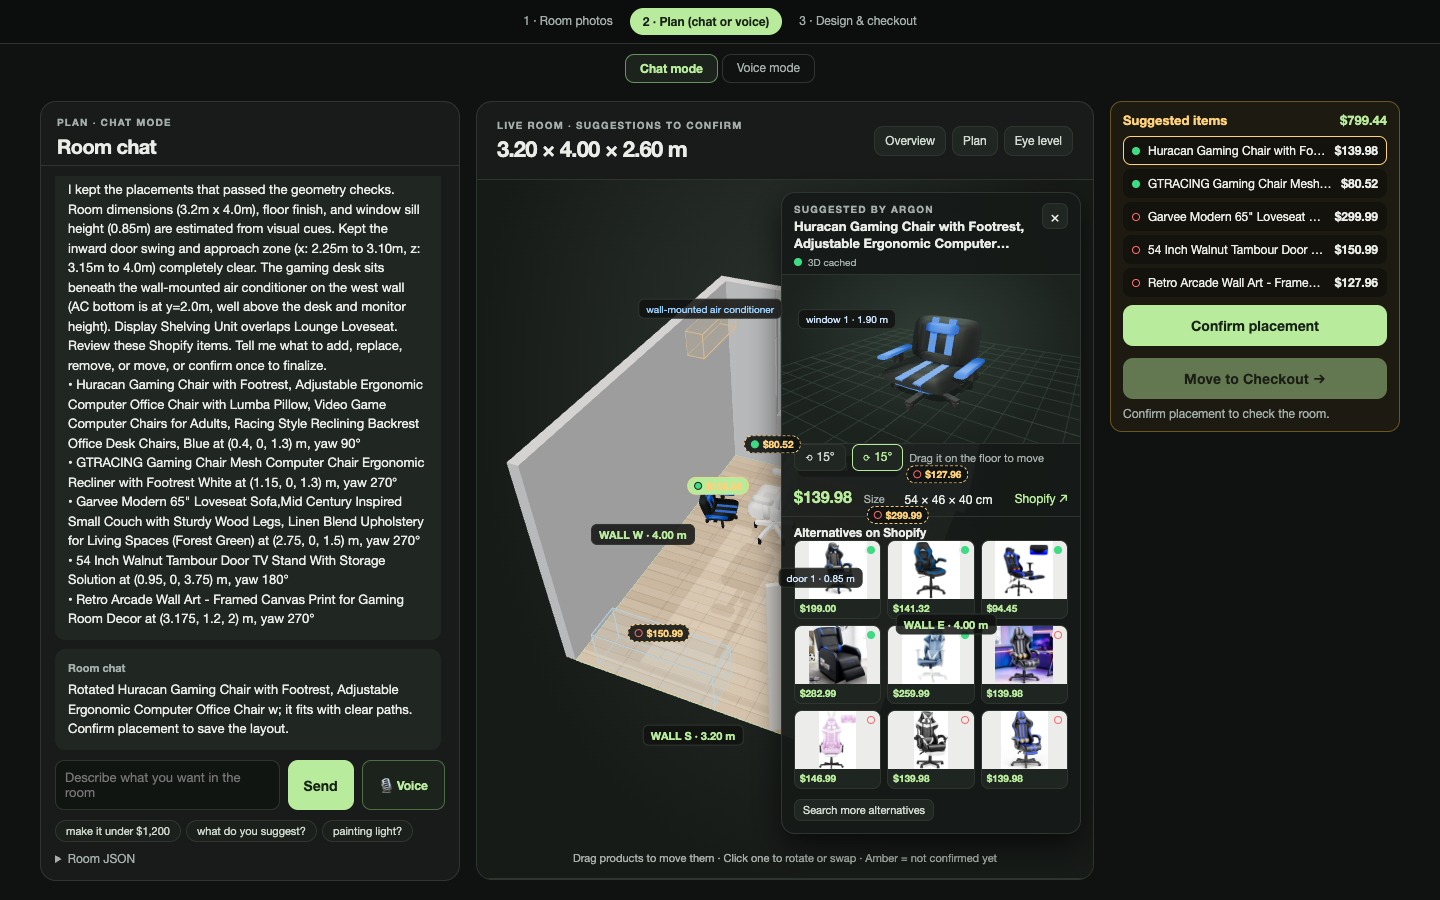 1 · Room photos
2 · Plan (chat or voice)
3 · Design & checkout
Chat mode
Voice mode
PLAN · CHAT MODE
Room chat
I kept the placements that passed the geometry checks.
Room dimensions (3.2m x 4.0m), floor finish, and window sill
height (0.85m) are estimated from visual cues. Kept the
inward door swing and approach zone (x: 2.25m to 3.10m, z:
3.15m to 4.0m) completely clear. The gaming desk sits
beneath the wall-mounted air conditioner on the west wall
(AC bottom is at y=2.0m, well above the desk and monitor
height). Display Shelving Unit overlaps Lounge Loveseat.
Review these Shopify items. Tell me what to add, replace,
remove, or move, or confirm once to finalize.
• Huracan Gaming Chair with Footrest, Adjustable Ergonomic
Computer Office Chair with Lumba Pillow, Video Game
Computer Chairs for Adults, Racing Style Reclining Backrest
Office Desk Chairs, Blue at (0.4, 0, 1.3) m, yaw 90°
• GTRACING Gaming Chair Mesh Computer Chair Ergonomic
Recliner with Footrest White at (1.15, 0, 1.3) m, yaw 270°
• Garvee Modern 65" Loveseat Sofa,Mid Century Inspired
Small Couch with Sturdy Wood Legs, Linen Blend Upholstery
for Living Spaces (Forest Green) at (2.75, 0, 1.5) m, yaw 270°
• 54 Inch Walnut Tambour Door TV Stand With Storage
Solution at (0.95, 0, 3.75) m, yaw 180°
• Retro Arcade Wall Art - Framed Canvas Print for Gaming
Room Decor at (3.175, 1.2, 2) m, yaw 270°
Room chat
Rotated Huracan Gaming Chair with Footrest, Adjustable
Ergonomic Computer Office Chair w; it fits with clear paths.
Confirm placement to save the layout.
Describe what you want in the
room
Send
Voice
make it under $1,200
what do you suggest?
painting light?
Room JSON
LIVE ROOM · SUGGESTIONS TO CONFIRM
3.20 × 4.00 × 2.60 m
Overview
Plan
Eye level
wall-mounted air conditioner
WALL W · 4.00 m
$80.52
$150.99
WALL S · 3.20 m
SUGGESTED BY ARGON
Huracan Gaming Chair with Footrest,
Adjustable Ergonomic Computer…
×
3D cached
window 1 · 1.90 m
⟲ 15°
⟳ 15°
Drag it on the floor to move
$127.96
$139.98
Size
54 × 46 × 40 cm
Shopify ↗
$299.99
Alternatives on Shopify
door 1 · 0.85 m
$199.00
$141.32
$94.45
WALL E · 4.00 m
$282.99
$259.99
$139.98
$146.99
$139.98
$139.98
Search more alternatives
Drag products to move them · Click one to rotate or swap · Amber = not confirmed yet
Suggested items
$799.44
Huracan Gaming Chair with Fo… $139.98
GTRACING Gaming Chair Mesh… $80.52
Garvee Modern 65" Loveseat … $299.99
54 Inch Walnut Tambour Door … $150.99
Retro Arcade Wall Art - Frame… $127.96
Confirm placement
Move to Checkout →
Confirm placement to check the room.